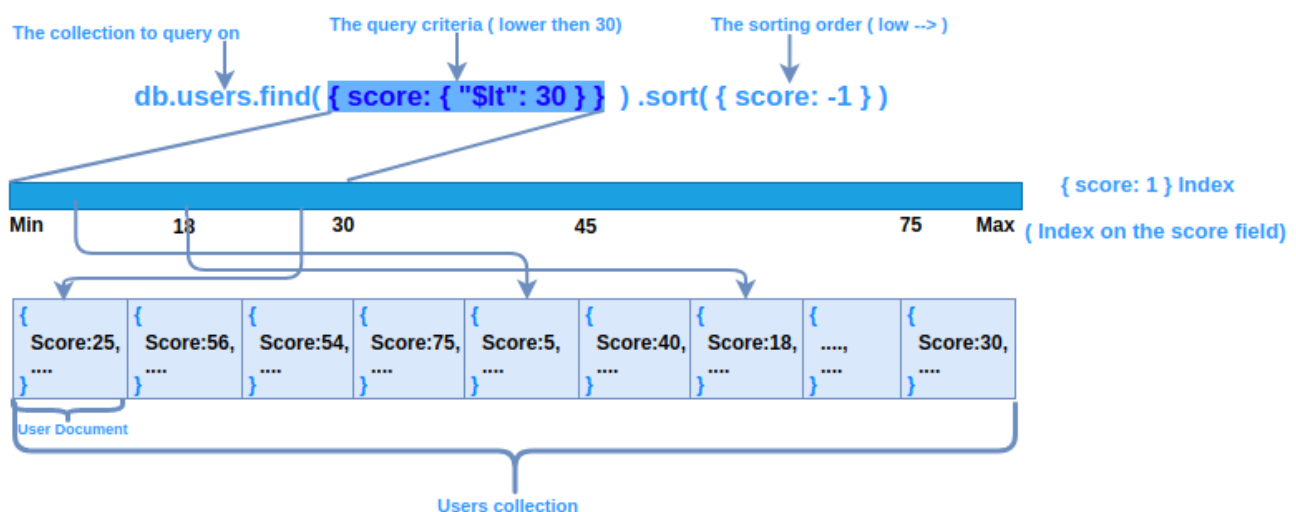 The collection to query on
The query criteria ( lower then 30)
The sorting order ( low --> )
db.users.find( { score: { "$lt": 30 } } ) .sort( { score: -1 } )
{ score: 1 } Index
Min 18 30 45 75 Max
( Index on the score field)
{ { { { { { { { {
Score:25, Score:56, Score:54, Score:75, Score:5, Score:40, Score:18, ...., Score:30,
.... .... .... .... .... .... .... .... ....
} } } } } } } } }
User Document
Users collection